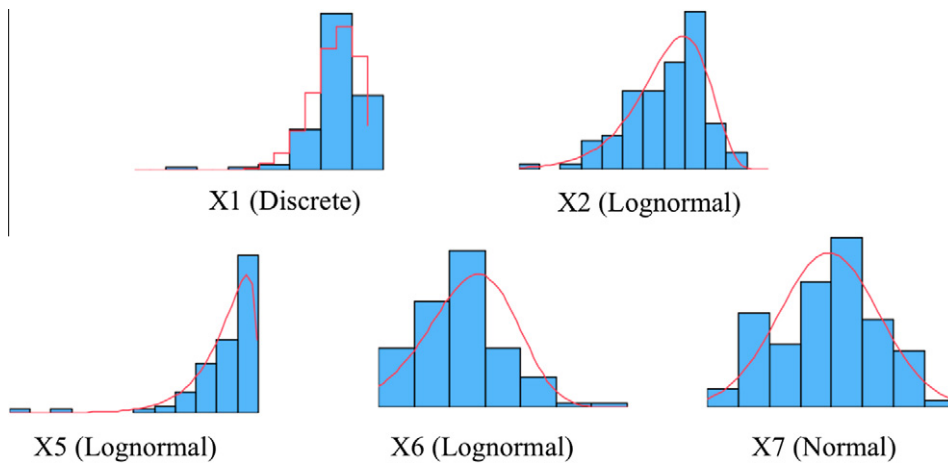 X1 (Discrete)
X2 (Lognormal)
X5 (Lognormal)
X6 (Lognormal)
X7 (Normal)